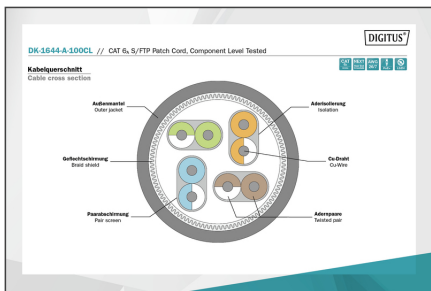 DIGITUS®
DK-1644-A-100CL // CAT 6A S/FTP Patch Cord, Component Level Tested
Kabelquerschnitt
Cable cross section
Außenmantel
Outer jacket
Aderisolierung
Isolation
Geflechtschirmung
Braid shield
Cu-Draht
Cu-Wire
Paarabschirmung
Pair screen
Adernpaare
Twisted pair